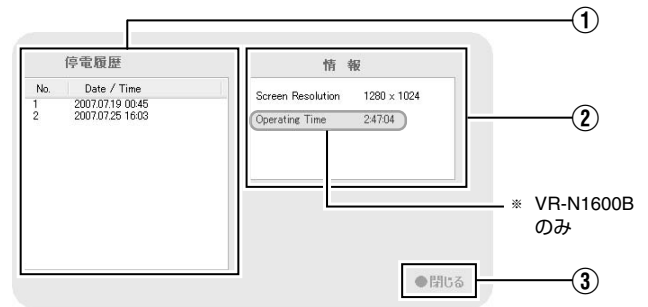 ①
停電履歴
No. Date / Time
1 2007.07.19 00:45
2 2007.07.25 16:03
情 報
Screen Resolution 1280 × 1024
Operating Time 2:47:04
②
※ VR-N1600B
のみ
●閉じる
③